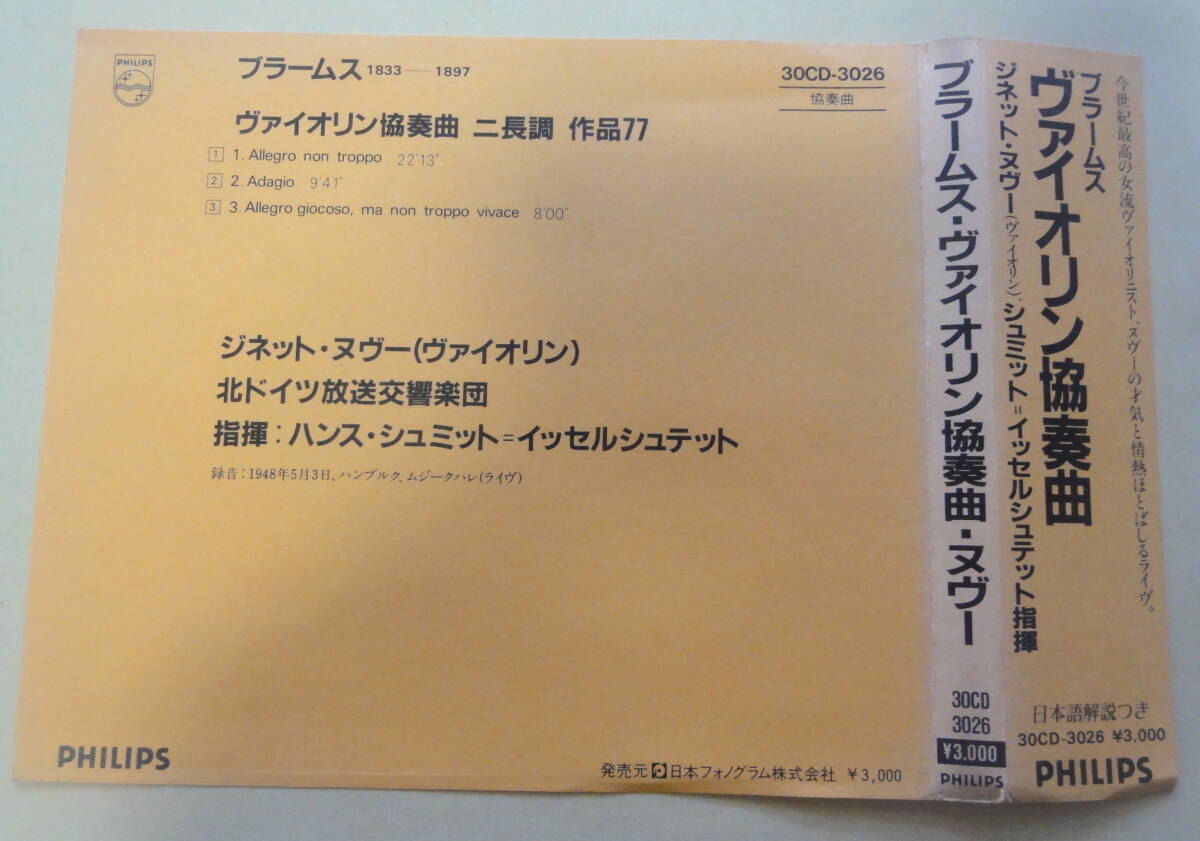 PHILIPS
ブラームス 1833—1897
30CD-3026
協奏曲
ヴァイオリン協奏曲 ニ長調 作品77
1 1. Allegro non troppo 22'13"
2 2. Adagio 9'41"
3 3. Allegro giocoso, ma non troppo vivace 8'00"
ジネット・ヌヴー(ヴァイオリン)
北ドイツ放送交響楽団
指揮:ハンス・シュミット=イッセルシュテット
録音:1948年5月3日、ハンブルク、ムジークハレ(ライヴ)
PHILIPS
発売元 日本フォノグラム株式会社 ¥3,000
ブラームス・ヴァイオリン協奏曲・ヌヴー
30CD
3026
¥3,000
PHILIPS
今世紀最高の女流ヴァイオリニスト、ヌヴーの才気と情熱ほとばしるライヴ。
ブラームス
ヴァイオリン協奏曲
ジネット・ヌヴー(ヴァイオリン)、シュミット=イッセルシュテット指揮
日本語解説つき
30CD-3026 ¥3,000
PHILIPS